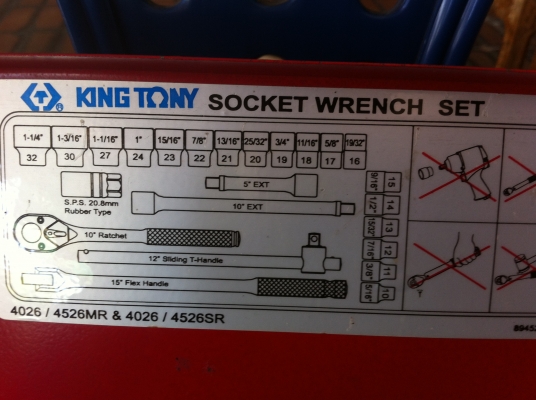 KING TONY SOCKET WRENCH SET
1-1/4" 1-3/16" 1-1/16" 1" 15/16" 7/8" 13/16" 25/32" 3/4" 11/16" 5/8" 19/32"
32 30 27 24 23 22 21 20 19 18 17 16
S.P.S. 20.8mm
Rubber Type
5" EXT
10" EXT
10" Ratchet
12" Sliding T-Handle
15" Flex Handle
9/16" 15
1/2" 14
15/32" 13
7/16" 12
3/8" 11
5/16" 10
4026 / 4526MR & 4026 / 4526SR